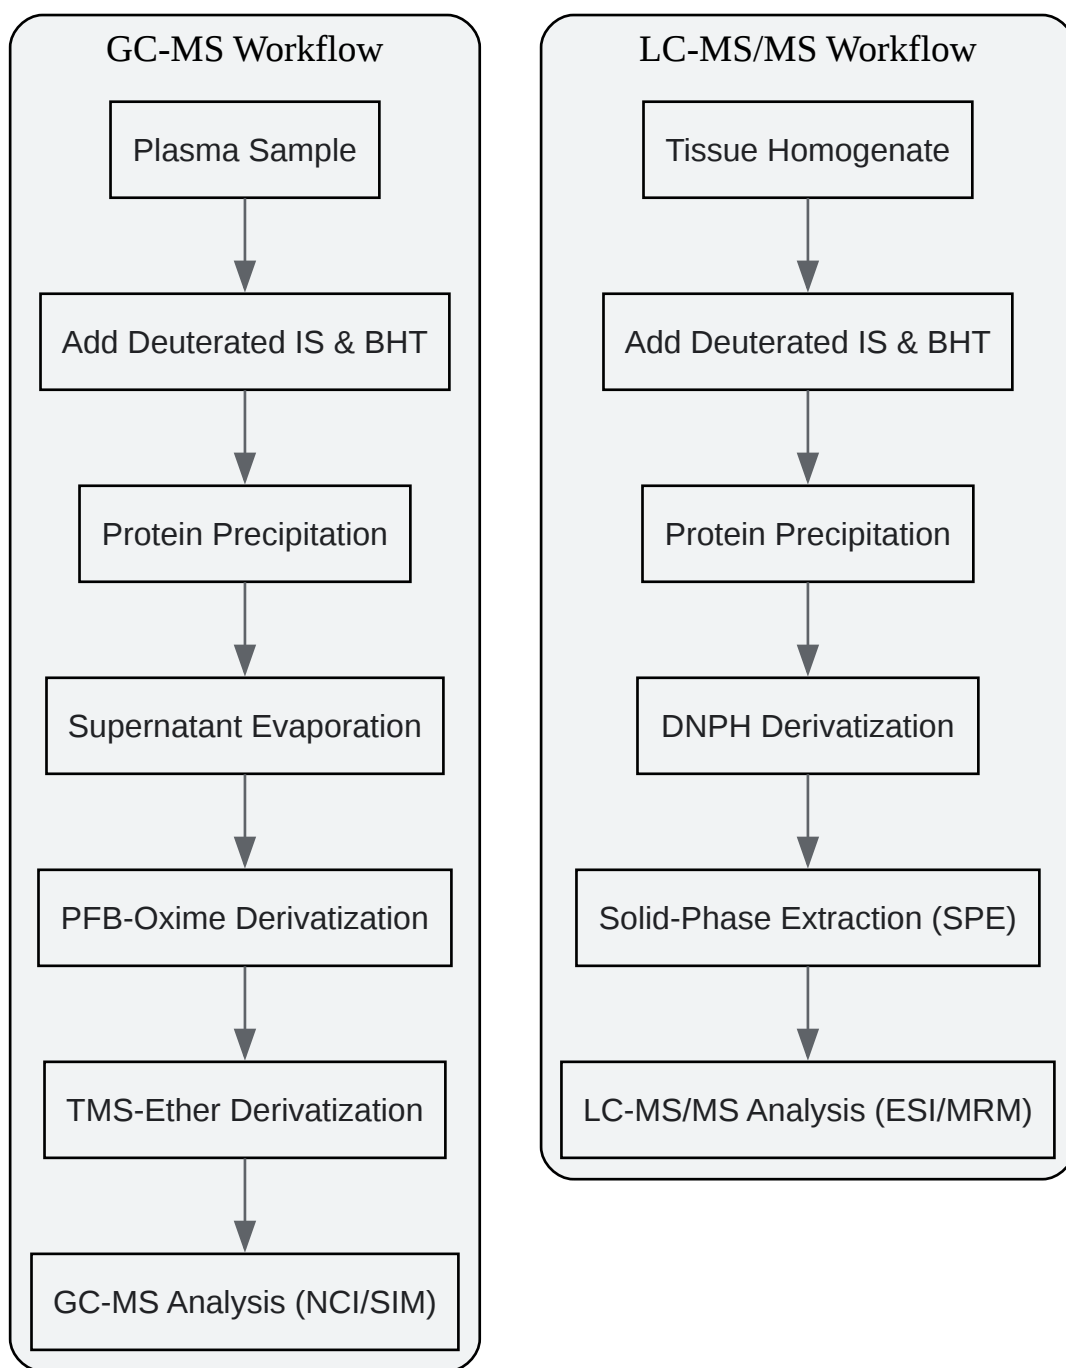 GC-MS Workflow
Plasma Sample
Add Deuterated IS & BHT
Protein Precipitation
Supernatant Evaporation
PFB-Oxime Derivatization
TMS-Ether Derivatization
GC-MS Analysis (NCI/SIM)
LC-MS/MS Workflow
Tissue Homogenate
Add Deuterated IS & BHT
Protein Precipitation
DNPH Derivatization
Solid-Phase Extraction (SPE)
LC-MS/MS Analysis (ESI/MRM)